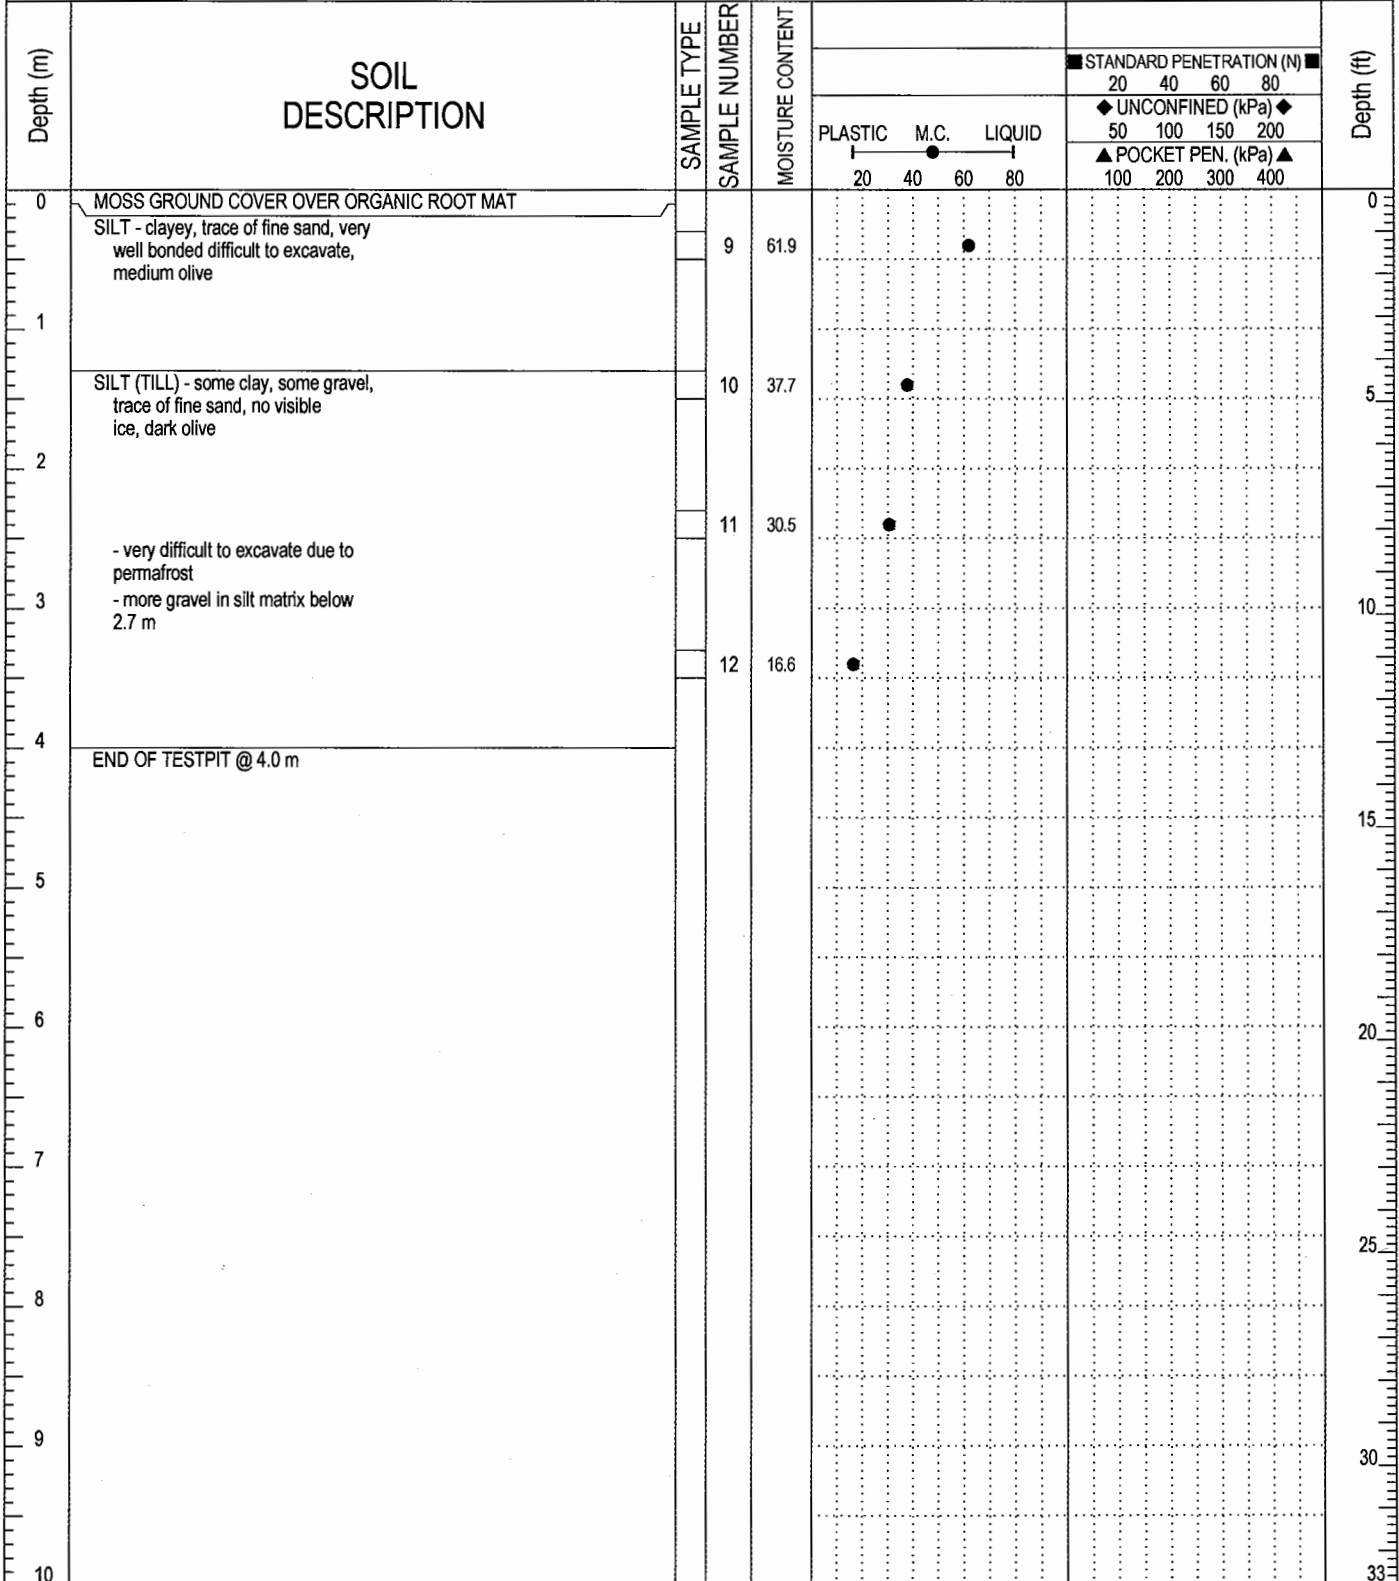 Depth (m)
SOIL
DESCRIPTION
SAMPLE TYPE
SAMPLE NUMBER
MOISTURE CONTENT
PLASTIC M.C. LIQUID
20 40 60 80
■ STANDARD PENETRATION (N) ■
20 40 60 80
◆ UNCONFINED (kPa) ◆
50 100 150 200
▲ POCKET PEN. (kPa) ▲
100 200 300 400
Depth (ft)
0
MOSS GROUND COVER OVER ORGANIC ROOT MAT
0
SILT - clayey, trace of fine sand, very
well bonded difficult to excavate,
medium olive
9 61.9
1
SILT (TILL) - some clay, some gravel,
trace of fine sand, no visible
ice, dark olive
10 37.7
5
2
11 30.5
- very difficult to excavate due to
permafrost
- more gravel in silt matrix below
2.7 m
3
10
12 16.6
4
END OF TESTPIT @ 4.0 m
15
5
6
20
7
25
8
9
30
10
33